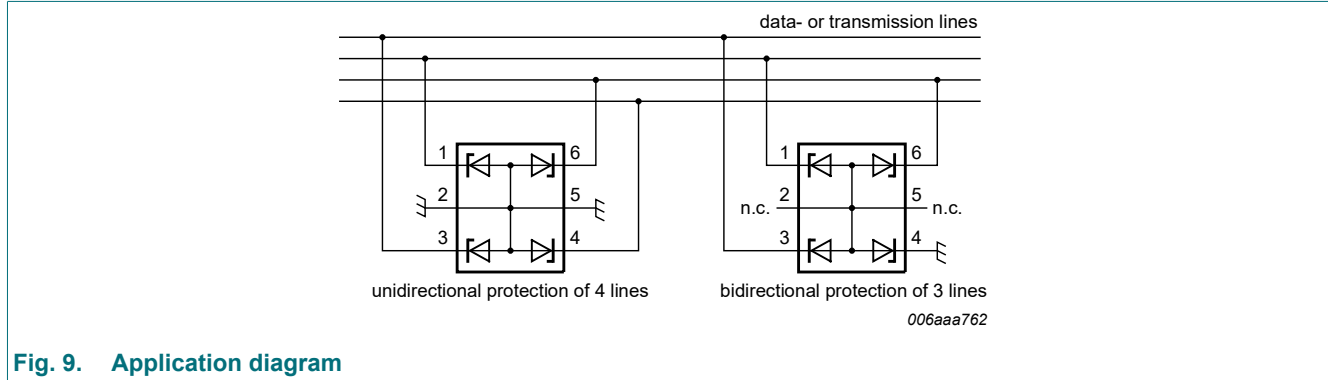 data- or transmission lines
1 6 1 6
2 5 n.c. 2 5 n.c.
3 4 3 4
unidirectional protection of 4 lines bidirectional protection of 3 lines
006aaa762
Fig. 9. Application diagram